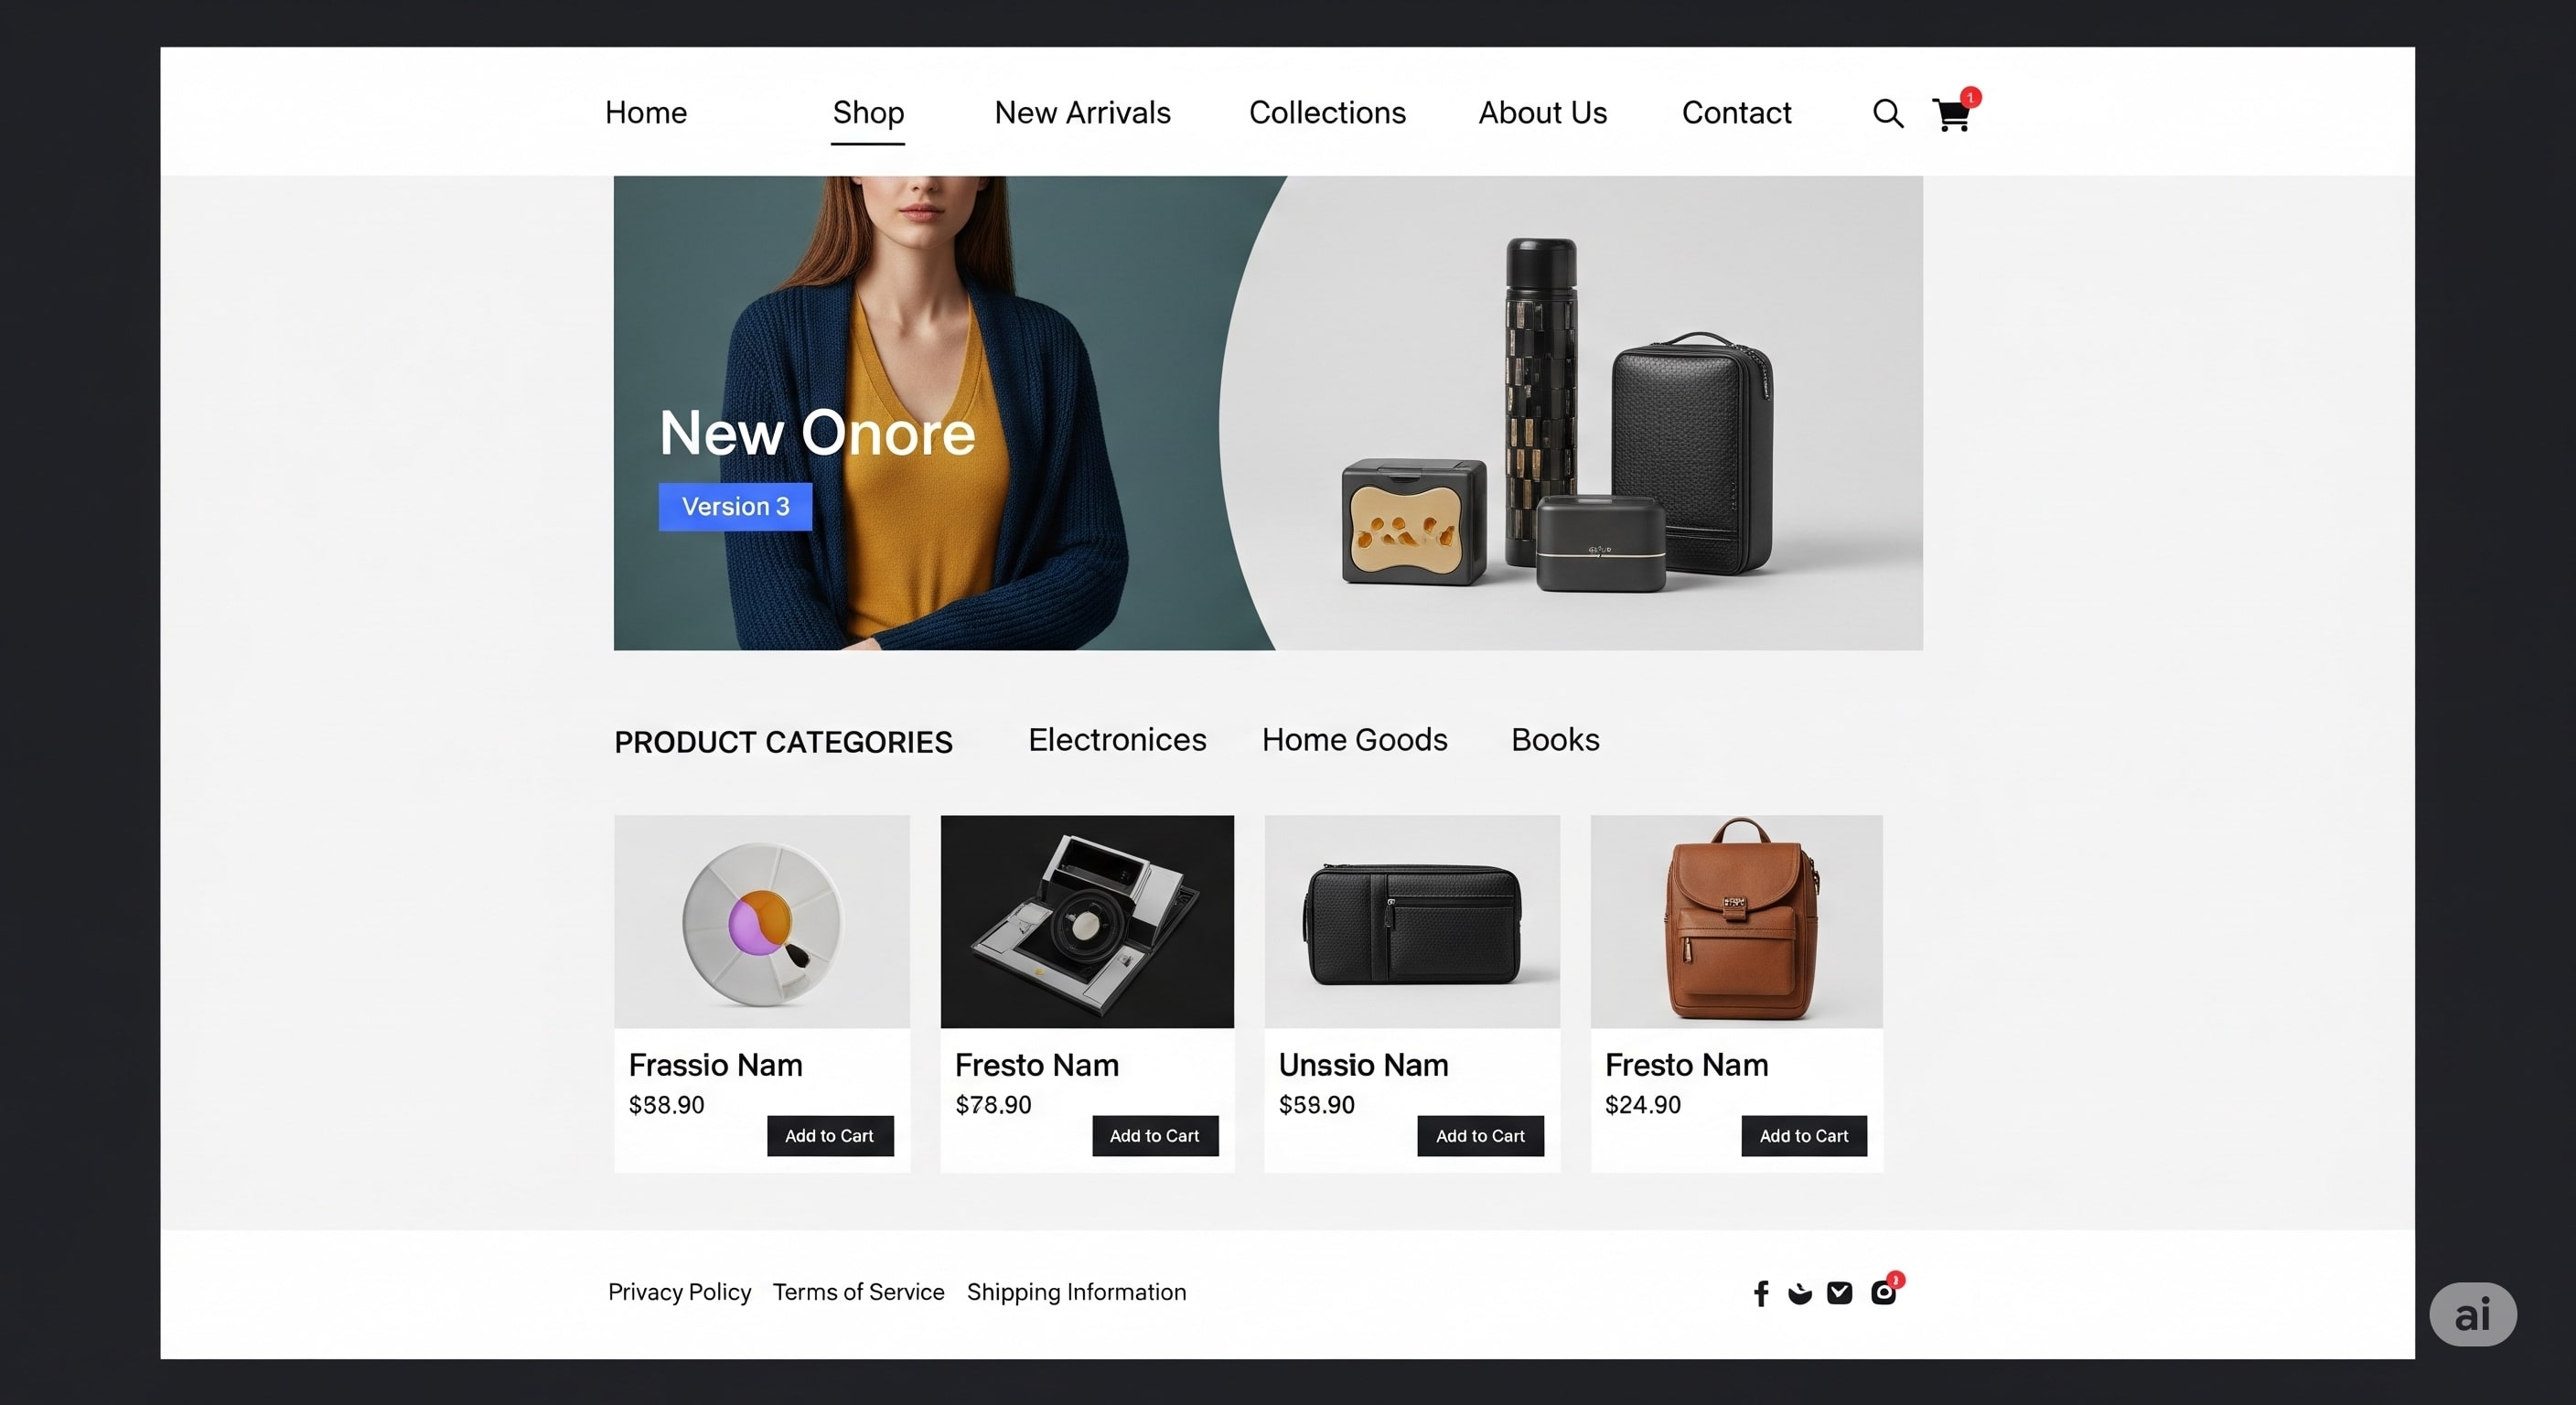 Home Shop New Arrivals Collections About Us Contact
New Onore
Version 3
PRODUCT CATEGORIES Electronices Home Goods Books
Frassio Nam Fresto Nam Unssio Nam Fresto Nam
$38.90 $78.90 $59.90 $24.90
Add to Cart Add to Cart Add to Cart Add to Cart
Privacy Policy Terms of Service Shipping Information
ai